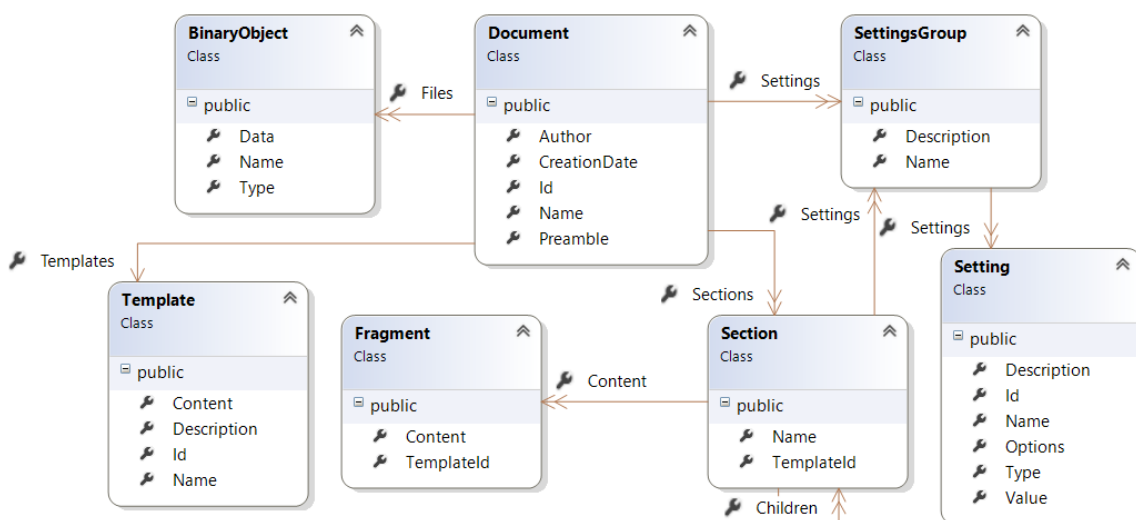 BinaryObject
Class
public
Data
Name
Type
Files
Document
Class
public
Author
CreationDate
Id
Name
Preamble
Settings
SettingsGroup
Class
public
Description
Name
Settings
Settings
Templates
Template
Class
public
Content
Description
Id
Name
Fragment
Class
public
Content
TemplateId
Content
Sections
Section
Class
public
Name
TemplateId
Children
Setting
Class
public
Description
Id
Name
Options
Type
Value